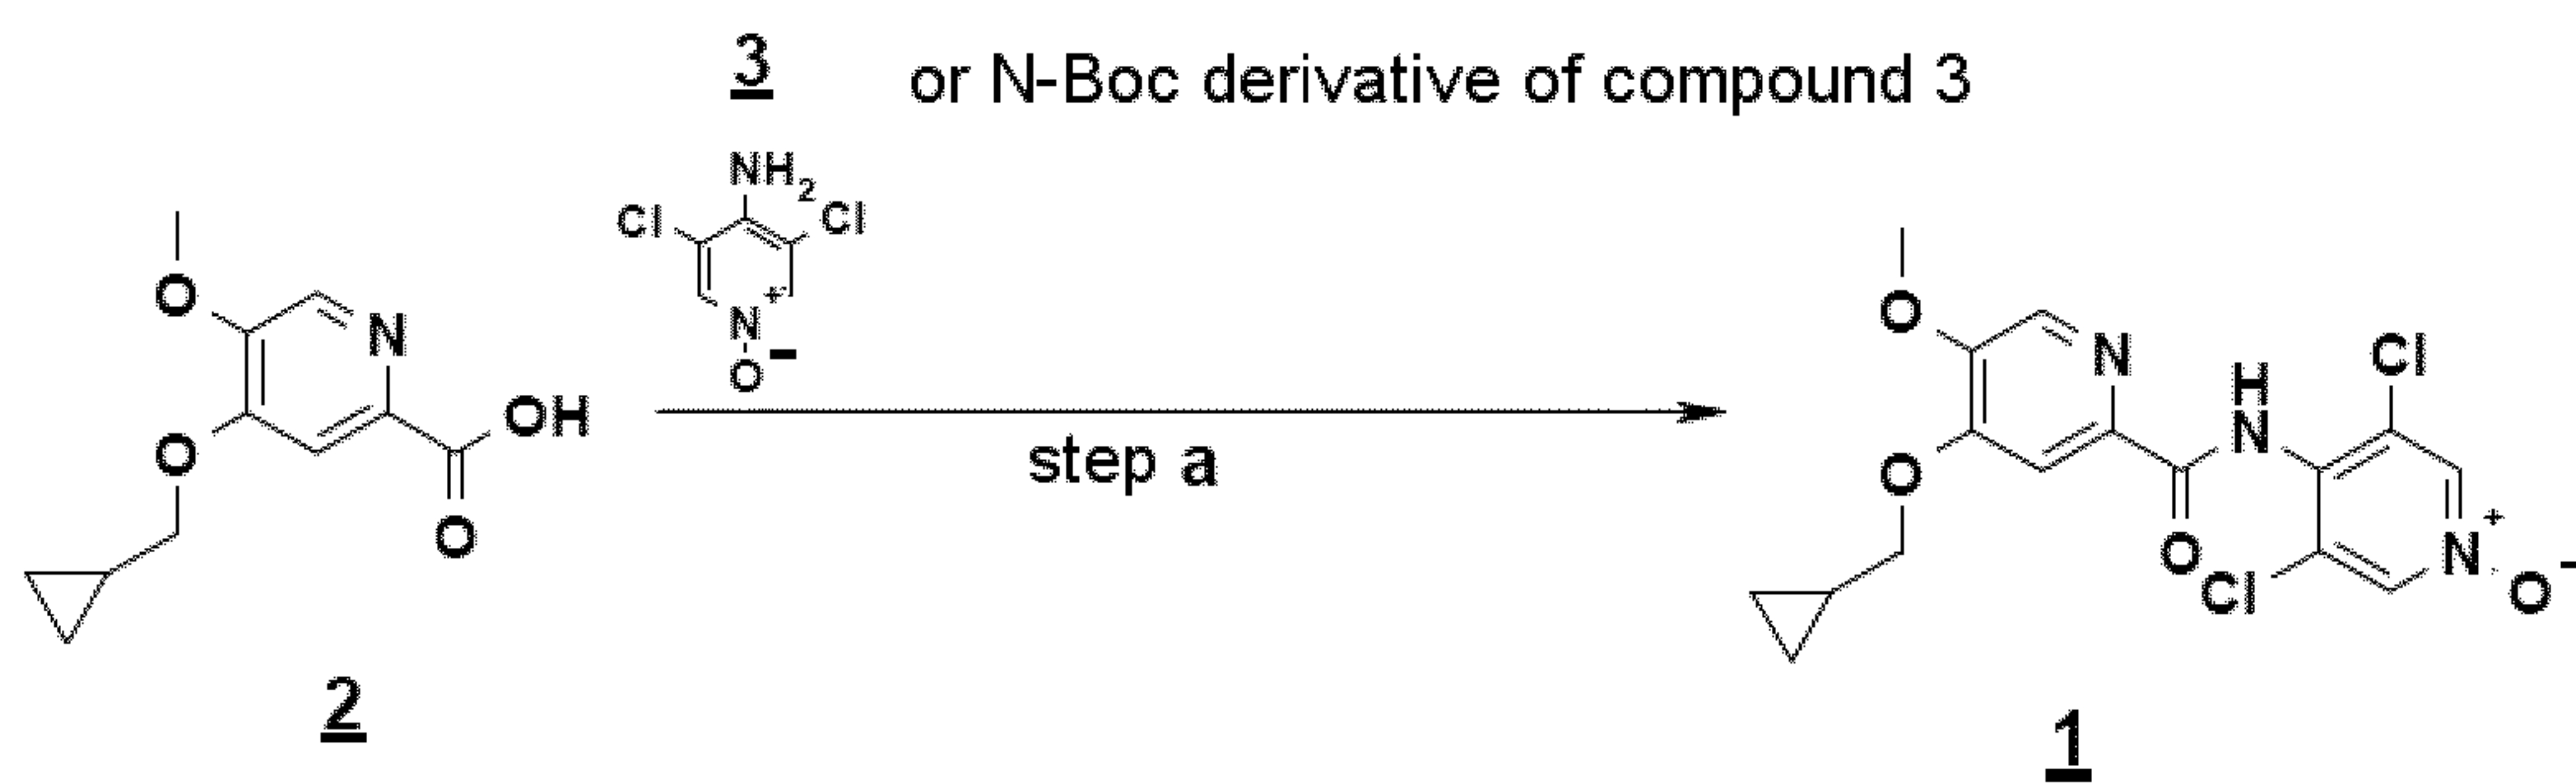 3 or N-Boc derivative of compound 3
NH2
Cl
Cl
N
+
O
-
O
N
OH
O
O
step a
O
N
H
N
Cl
O
O
Cl
N
+
O
-
2
1